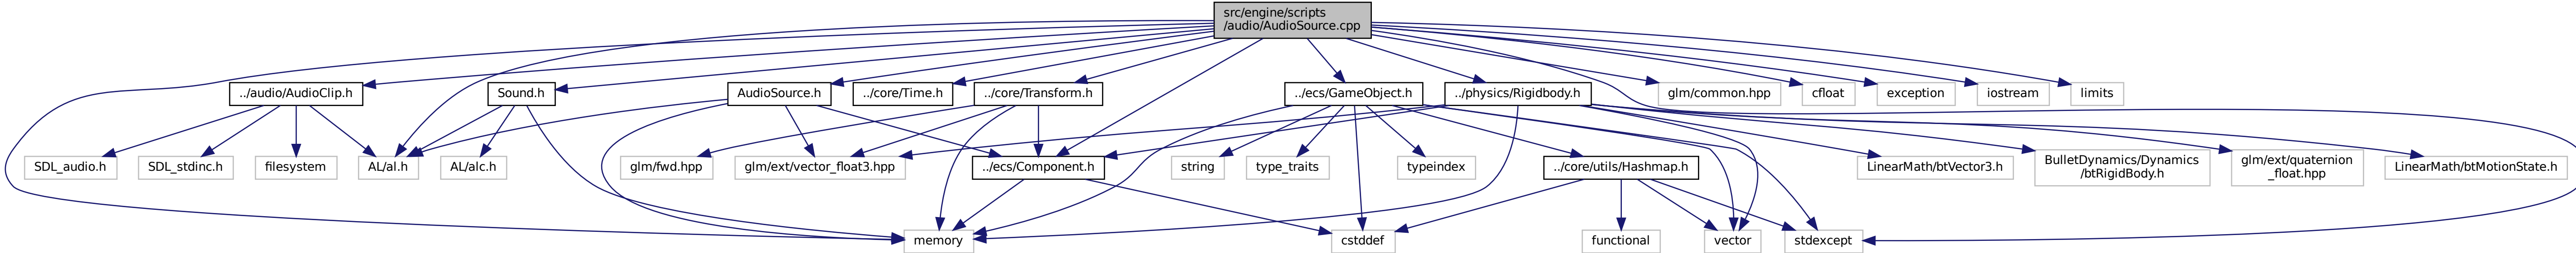 src/engine/scripts
/audio/AudioSource.cpp
../audio/AudioClip.h
Sound.h
AudioSource.h
../core/Time.h
../core/Transform.h
../ecs/GameObject.h
../physics/Rigidbody.h
glm/common.hpp
cfloat
exception
iostream
limits
SDL_audio.h
SDL_stdinc.h
filesystem
AL/al.h
AL/alc.h
glm/fwd.hpp
glm/ext/vector_float3.hpp
../ecs/Component.h
string
type_traits
typeindex
../core/utils/Hashmap.h
LinearMath/btVector3.h
BulletDynamics/Dynamics
/btRigidBody.h
glm/ext/quaternion
_float.hpp
LinearMath/btMotionState.h
memory
cstddef
functional
vector
stdexcept